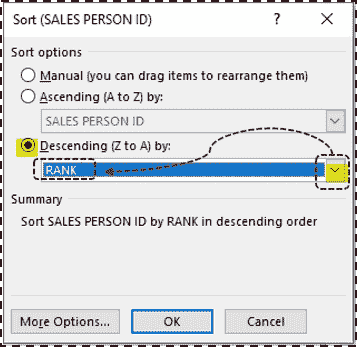 Sort (SALES PERSON ID)
Sort options
Manual (you can drag items to rearrange them)
Ascending (A to Z) by:
SALES PERSON ID
Descending (Z to A) by:
RANK
Summary
Sort SALES PERSON ID by RANK in descending order
More Options...
OK
Cancel